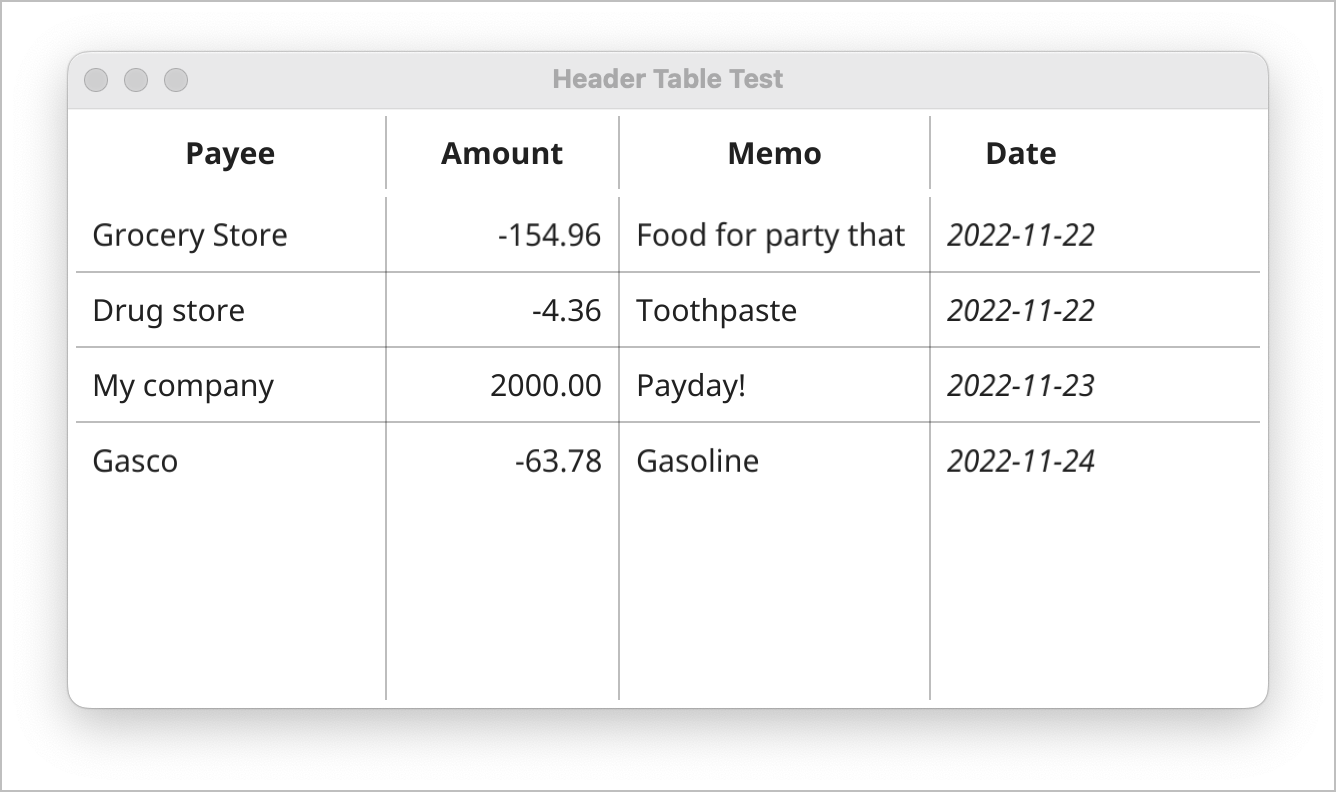 Header Table Test
Payee Amount Memo Date
Grocery Store -154.96 Food for party that 2022-11-22
Drug store -4.36 Toothpaste 2022-11-22
My company 2000.00 Payday! 2022-11-23
Gasco -63.78 Gasoline 2022-11-24